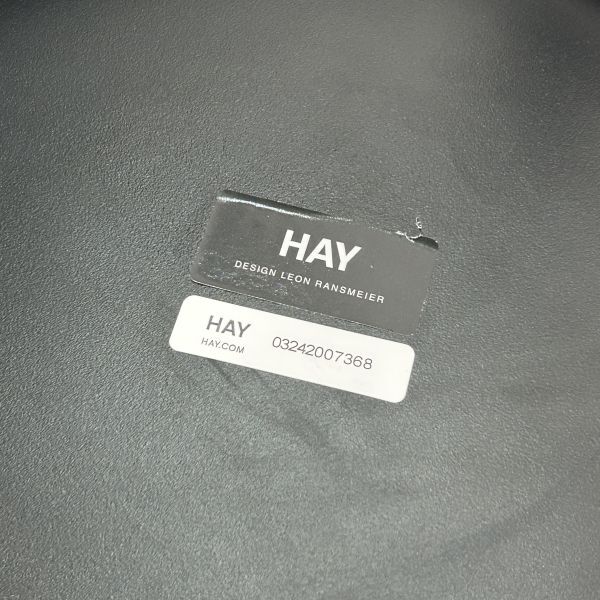 HAY
DESIGN LEON RANSMEIER
HAY
HAY.COM
03242007368